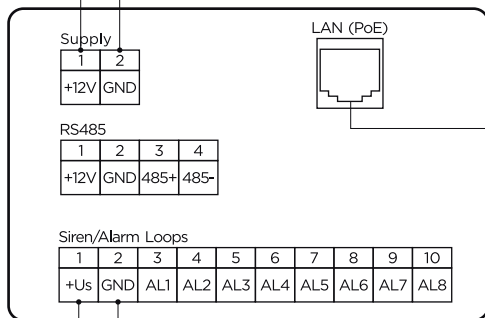 Supply
1 2
+12V GND
LAN (PoE)
RS485
1 2 3 4
+12V GND 485+ 485-
Siren/Alarm Loops
1 2 3 4 5 6 7 8 9 10
+Us GND AL1 AL2 AL3 AL4 AL5 AL6 AL7 AL8